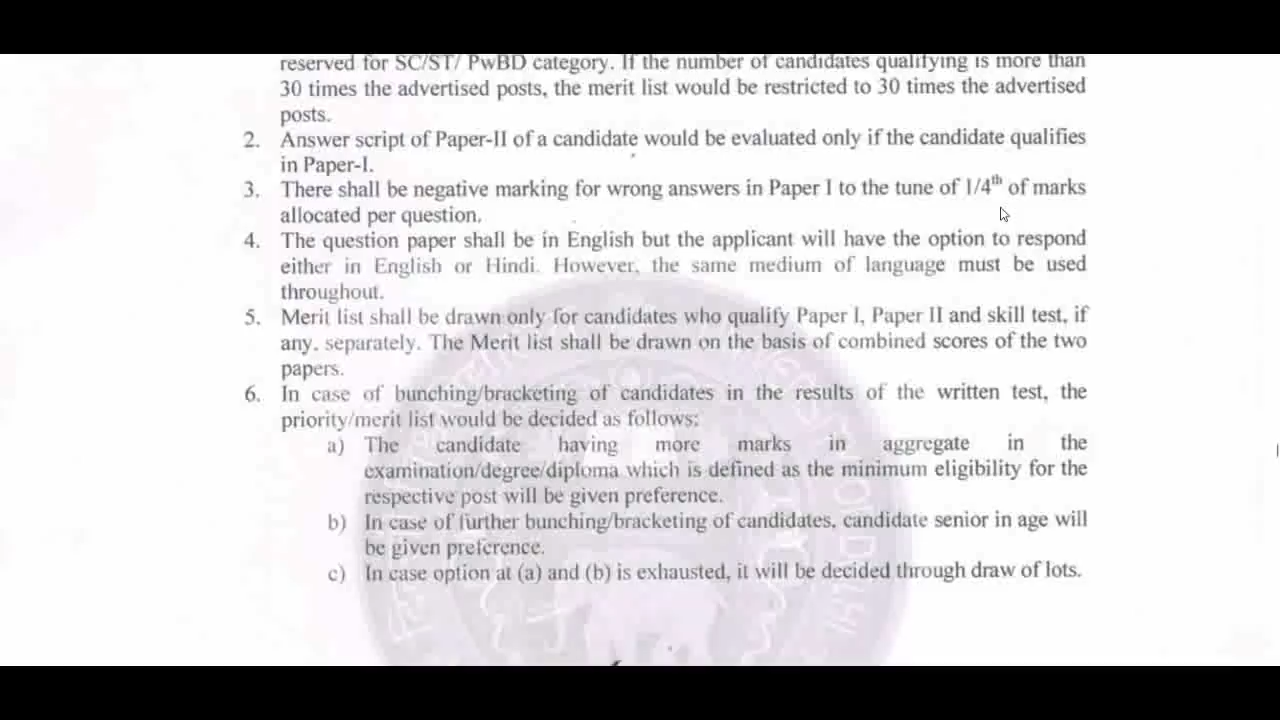 reserved for SC/ST/ PwBD category. If the number of candidates qualifying is more than
30 times the advertised posts, the merit list would be restricted to 30 times the advertised
posts.
2. Answer script of Paper-II of a candidate would be evaluated only if the candidate qualifies
in Paper-I.
3. There shall be negative marking for wrong answers in Paper I to the tune of 1/4th of marks
allocated per question.
4. The question paper shall be in English but the applicant will have the option to respond
either in English or Hindi. However, the same medium of language must be used
throughout.
5. Merit list shall be drawn only for candidates who qualify Paper I, Paper II and skill test, if
any, separately. The Merit list shall be drawn on the basis of combined scores of the two
papers.
6. In case of bunching/bracketing of candidates in the results of the written test, the
priority/merit list would be decided as follows:
a) The candidate having more marks in aggregate in the
examination/degree/diploma which is defined as the minimum eligibility for the
respective post will be given preference.
b) In case of further bunching/bracketing of candidates, candidate senior in age will
be given preference.
c) In case option at (a) and (b) is exhausted, it will be decided through draw of lots.